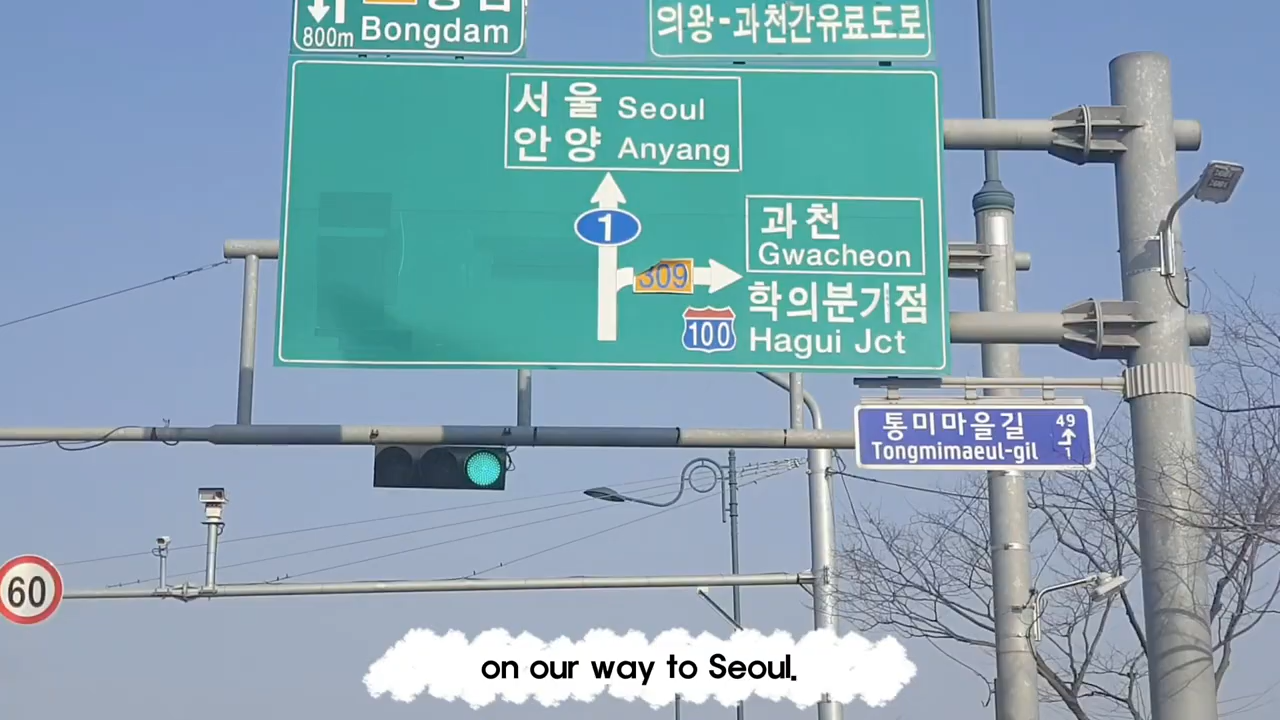 800m Bongdam
의왕-과천간유료도로
서울 Seoul
안양 Anyang
1
과천
Gwacheon
309
학의분기점
100
Hagui Jct
통미마을길 49
Tongmimaeul-gil 1
60
on our way to Seoul.